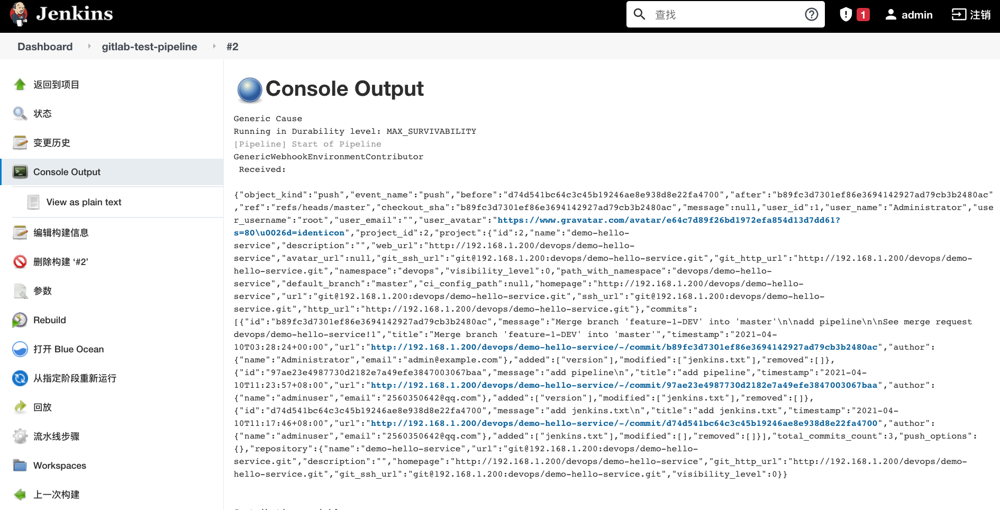 Jenkins
查找
1
admin
注销
Dashboard
gitlab-test-pipeline
#2
返回到项目
状态
变更历史
Console Output
View as plain text
编辑构建信息
删除构建 ‘#2’
参数
Rebuild
打开 Blue Ocean
从指定阶段重新运行
回放
流水线步骤
Workspaces
上一次构建
Console Output
Generic Cause
Running in Durability level: MAX_SURVIVABILITY
[Pipeline] Start of Pipeline
GenericWebhookEnvironmentContributor
Received:
{"object_kind":"push","event_name":"push","before":"d74d541bc64c3c45b19246ae8e938d8e22fa4700","after":"b89fc3d7301ef86e3694142927ad79cb3b2480ac"
,"ref":"refs/heads/master","checkout_sha":"b89fc3d7301ef86e3694142927ad79cb3b2480ac","message":null,"user_id":1,"user_name":"Administrator","use
r_username":"root","user_email":"","user_avatar":"https://www.gravatar.com/avatar/e64c7d89f26bd1972efa854d13d7dd61?
s=80\u0026d=identicon","project_id":2,"project":{"id":2,"name":"demo-hello-
service","description":"","web_url":"http://192.168.1.200/devops/demo-hello-
service","avatar_url":null,"git_ssh_url":"git@192.168.1.200:devops/demo-hello-service.git","git_http_url":"http://192.168.1.200/devops/demo-
hello-service.git","namespace":"devops","visibility_level":0,"path_with_namespace":"devops/demo-hello-
service","default_branch":"master","ci_config_path":null,"homepage":"http://192.168.1.200/devops/demo-hello-
service","url":"git@192.168.1.200:devops/demo-hello-service.git","ssh_url":"git@192.168.1.200:devops/demo-hello-
service.git","http_url":"http://192.168.1.200/devops/demo-hello-service.git"},"commits":
[{"id":"b89fc3d7301ef86e3694142927ad79cb3b2480ac","message":"Merge branch 'feature-1-DEV' into 'master'\n\nadd pipeline\n\nSee merge request
devops/demo-hello-service!1","title":"Merge branch 'feature-1-DEV' into 'master'","timestamp":"2021-04-
10T03:28:24+00:00","url":"http://192.168.1.200/devops/demo-hello-service/-/commit/b89fc3d7301ef86e3694142927ad79cb3b2480ac","author":
{"name":"Administrator","email":"admin@example.com"},"added":["version"],"modified":["jenkins.txt"],"removed":[]},
{"id":"97ae23e4987730d2182e7a49efe3847003067baa","message":"add pipeline\n","title":"add pipeline","timestamp":"2021-04-
10T11:23:57+08:00","url":"http://192.168.1.200/devops/demo-hello-service/-/commit/97ae23e4987730d2182e7a49efe3847003067baa","author":
{"name":"adminuser","email":"2560350642@qq.com"},"added":["version"],"modified":["jenkins.txt"],"removed":[]},
{"id":"d74d541bc64c3c45b19246ae8e938d8e22fa4700","message":"add jenkins.txt\n","title":"add jenkins.txt","timestamp":"2021-04-
10T11:17:46+08:00","url":"http://192.168.1.200/devops/demo-hello-service/-/commit/d74d541bc64c3c45b19246ae8e938d8e22fa4700","author":
{"name":"adminuser","email":"2560350642@qq.com"},"added":["jenkins.txt"],"modified":[],"removed":[]}],"total_commits_count":3,"push_options":
{},"repository":{"name":"demo-hello-service","url":"git@192.168.1.200:devops/demo-hello-
service.git","description":"","homepage":"http://192.168.1.200/devops/demo-hello-service","git_http_url":"http://192.168.1.200/devops/demo-
hello-service.git","git_ssh_url":"git@192.168.1.200:devops/demo-hello-service.git","visibility_level":0}}